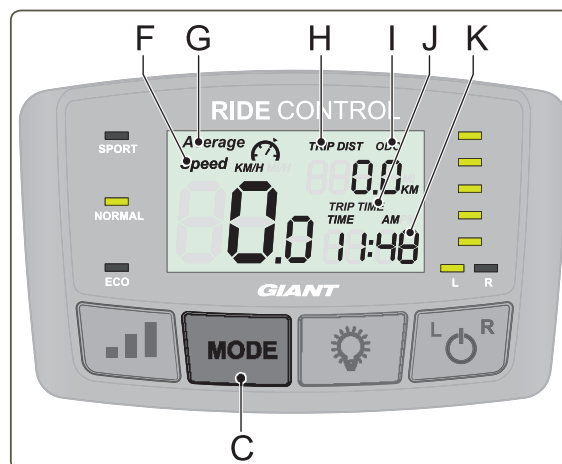 F G H I J K
RIDE CONTROL
SPORT
Average
TRIP DIST ODO
Speed
KM/H MPH
0.0 KM
NORMAL
TRIP TIME
TIME AM
0.0
11:48
ECO
GIANT
L R
MODE
L R
C